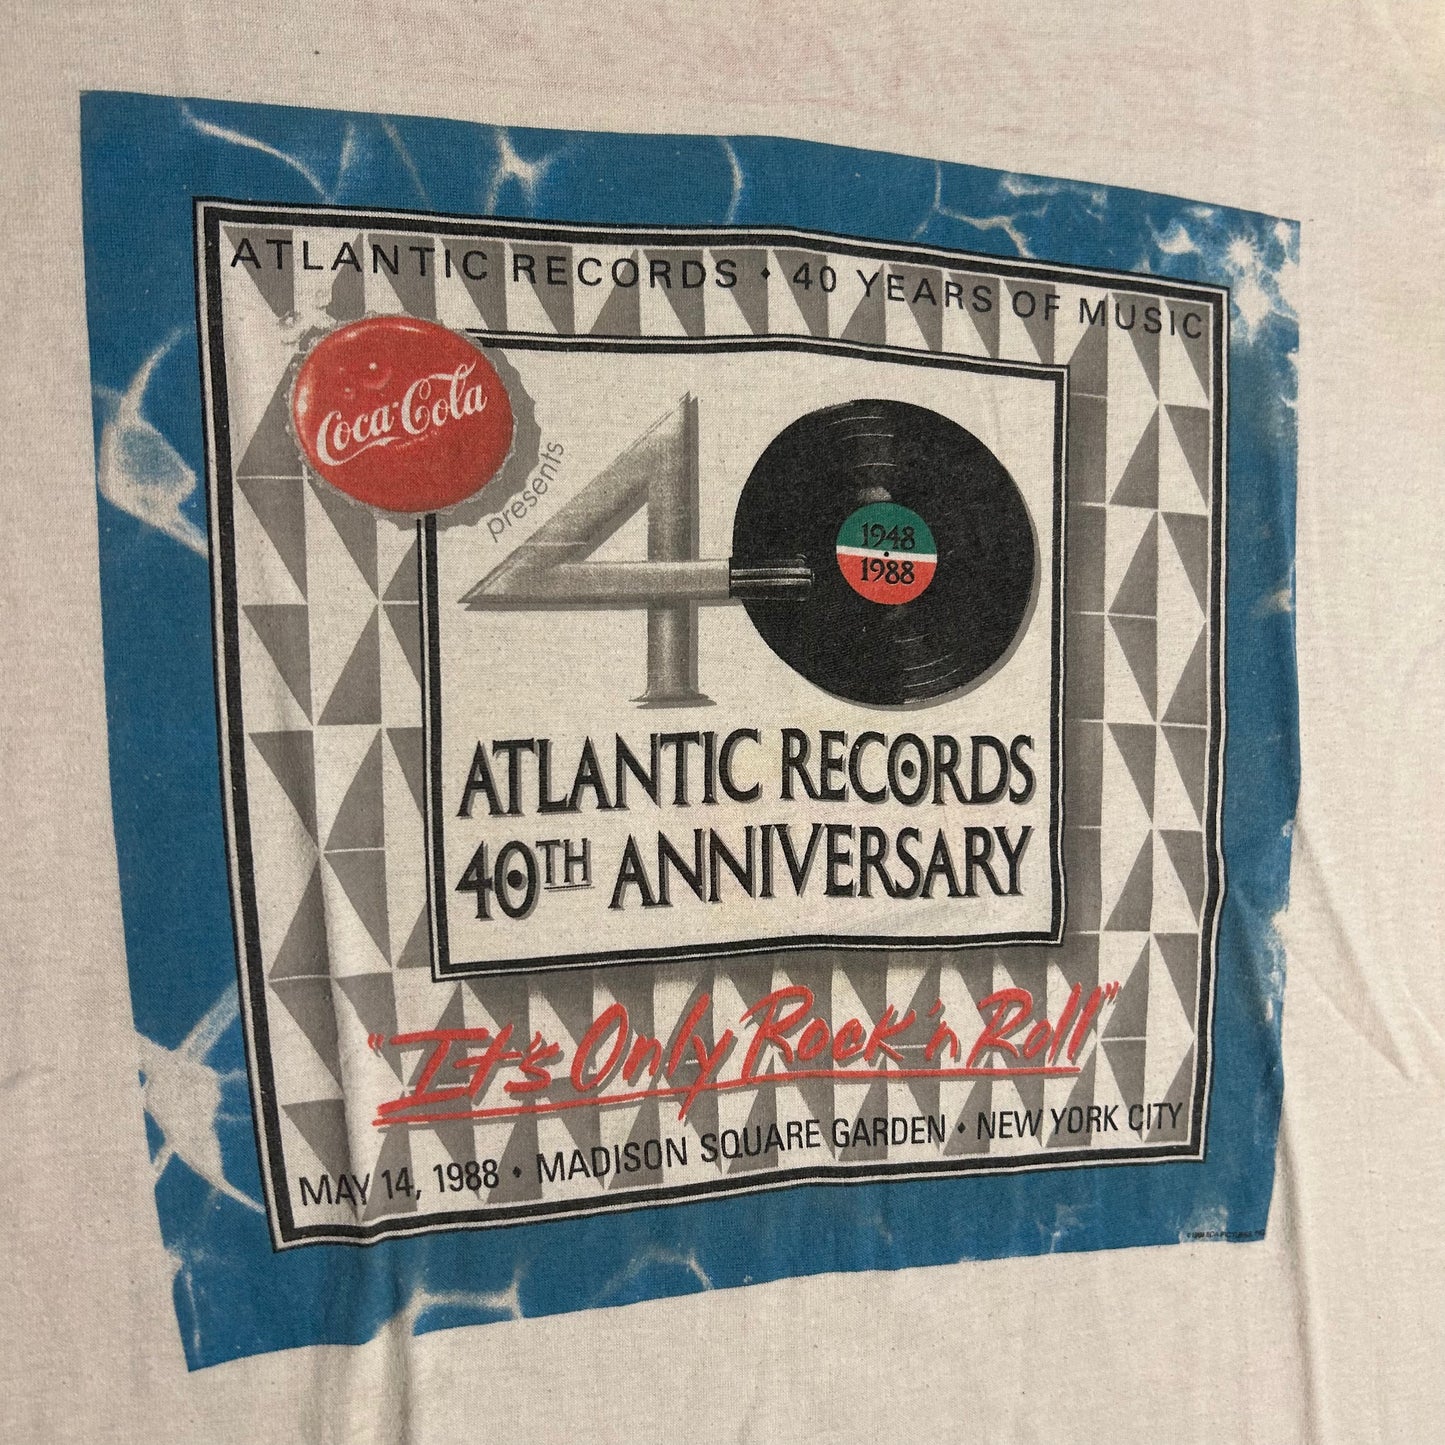 ATLANTIC RECORDS • 40 YEARS OF MUSIC
Coca-Cola
presents
40
1948
1988
ATLANTIC RECORDS
40TH ANNIVERSARY
"It's Only Rock 'n Roll"
MAY 14, 1988 • MADISON SQUARE GARDEN • NEW YORK CITY